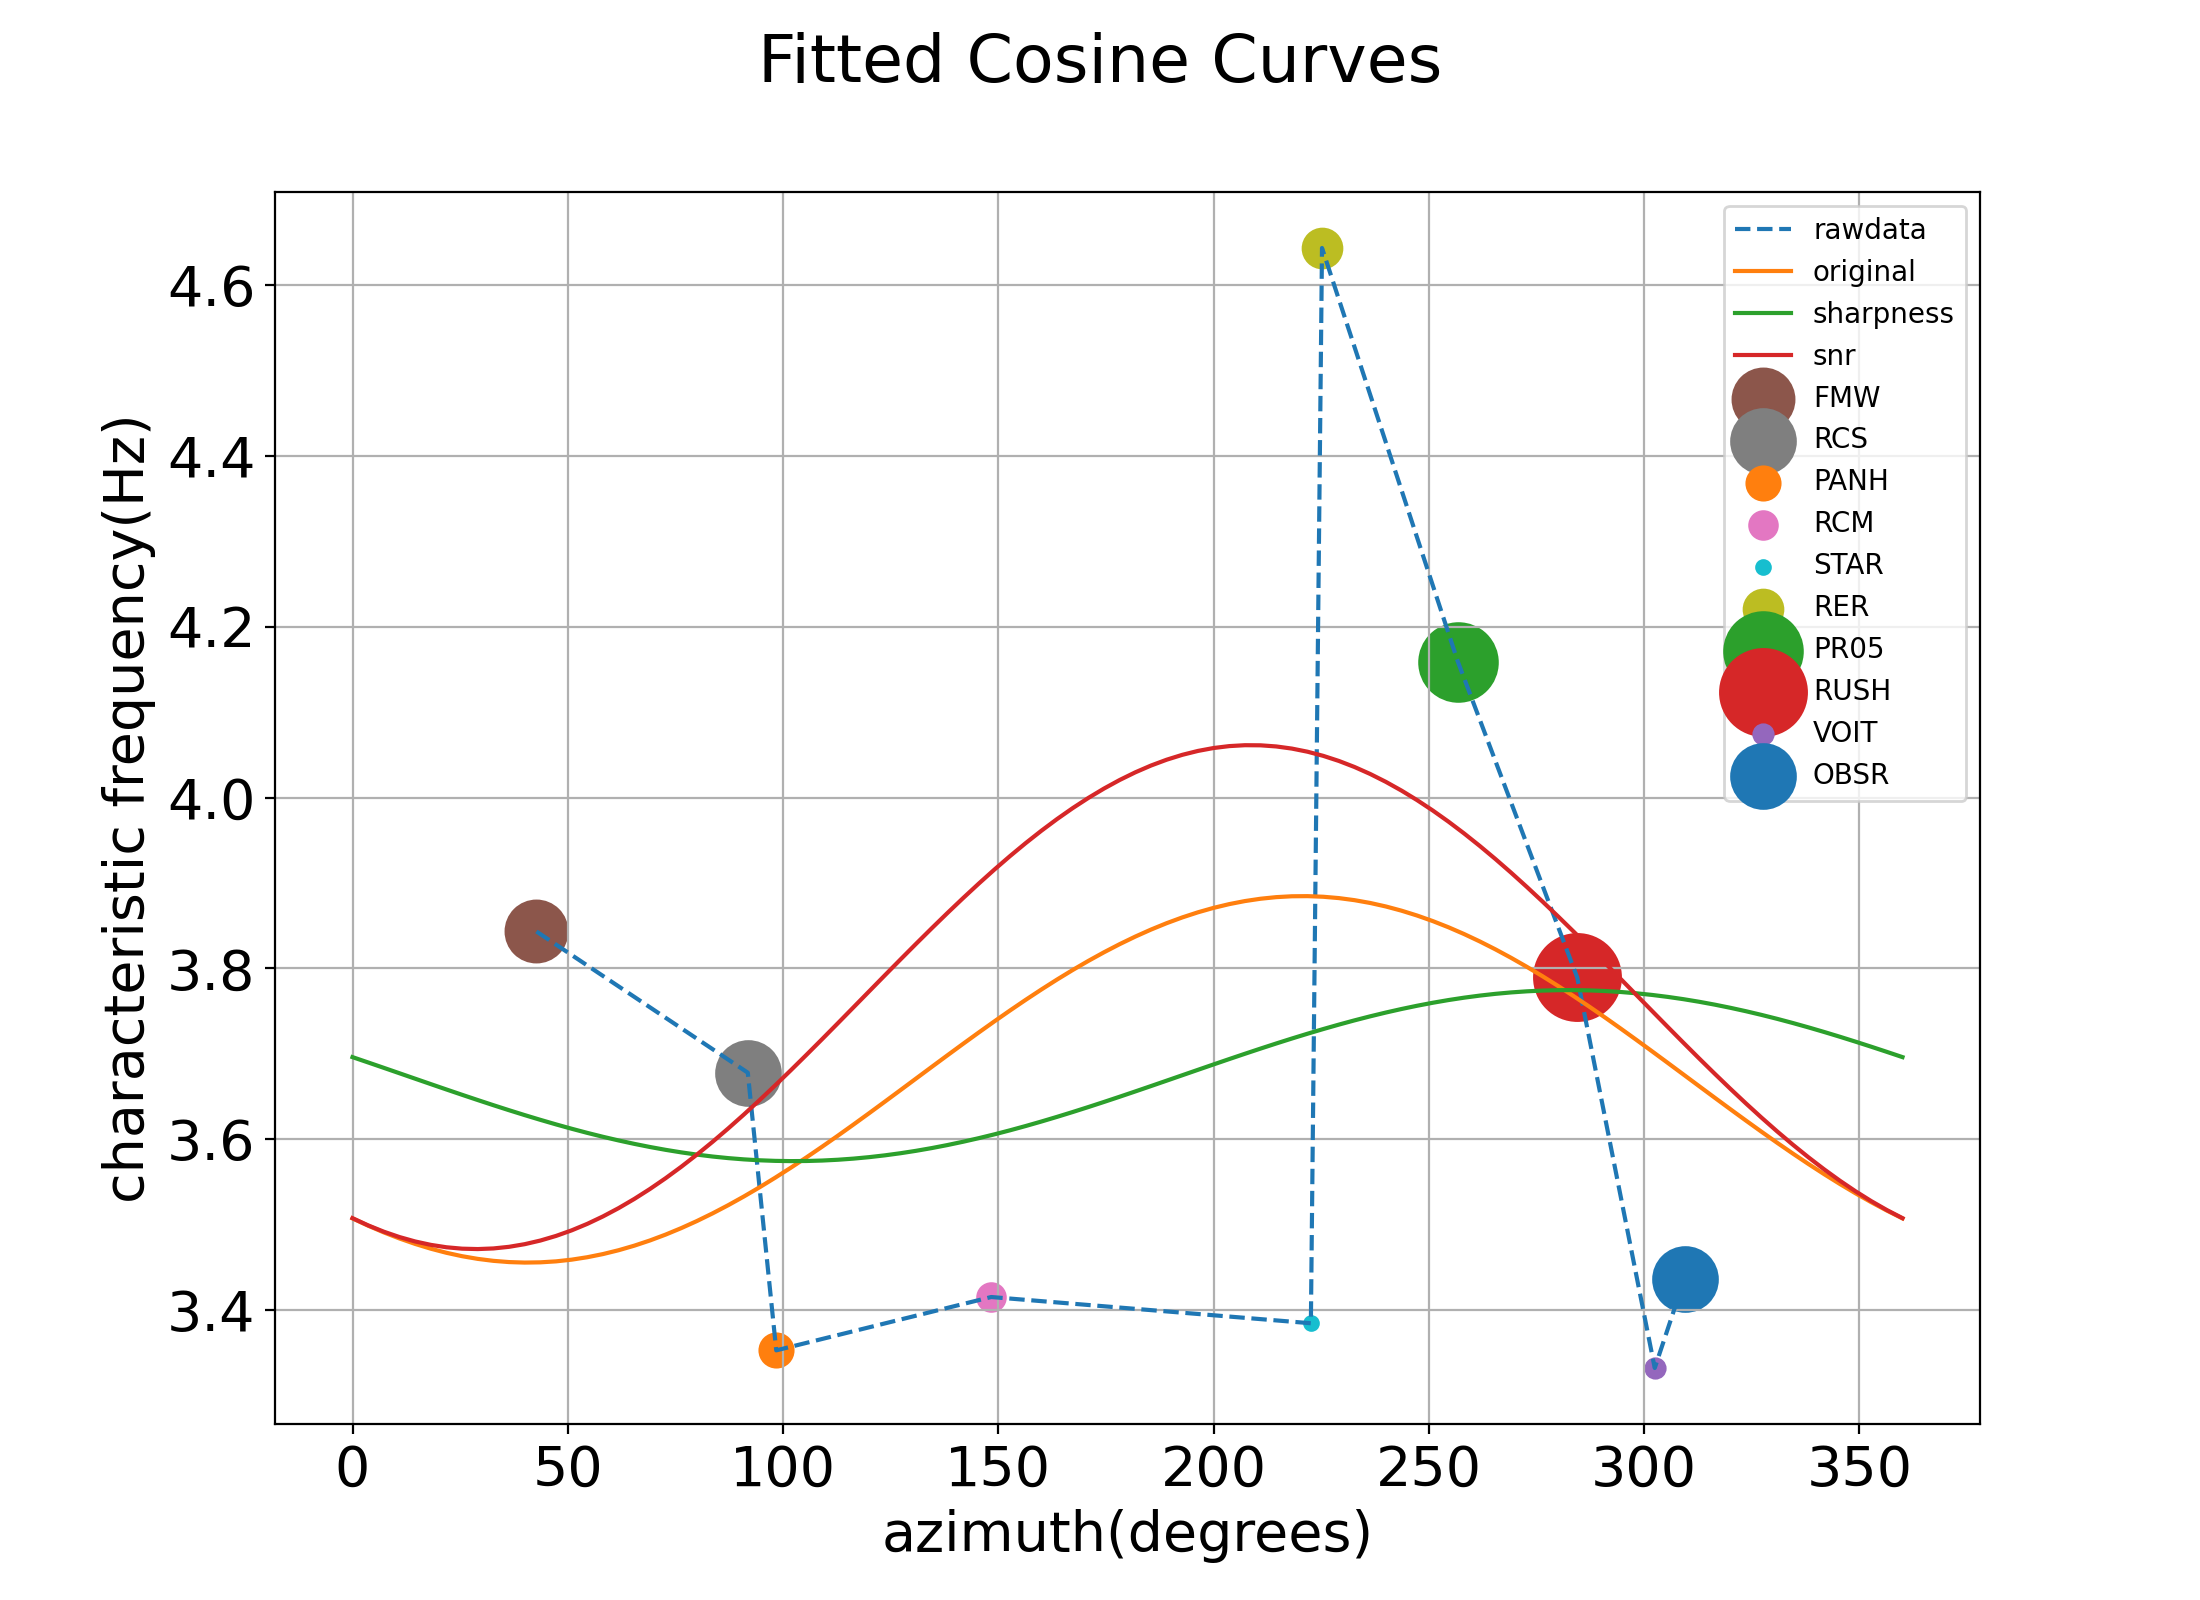 Fitted Cosine Curves
characteristic frequency(Hz)
4.6
4.4
4.2
4.0
3.8
3.6
3.4
rawdata
original
sharpness
snr
FMW
RCS
PANH
RCM
STAR
RER
PR05
RUSH
VOIT
OBSR
0 50 100 150 200 250 300 350
azimuth(degrees)